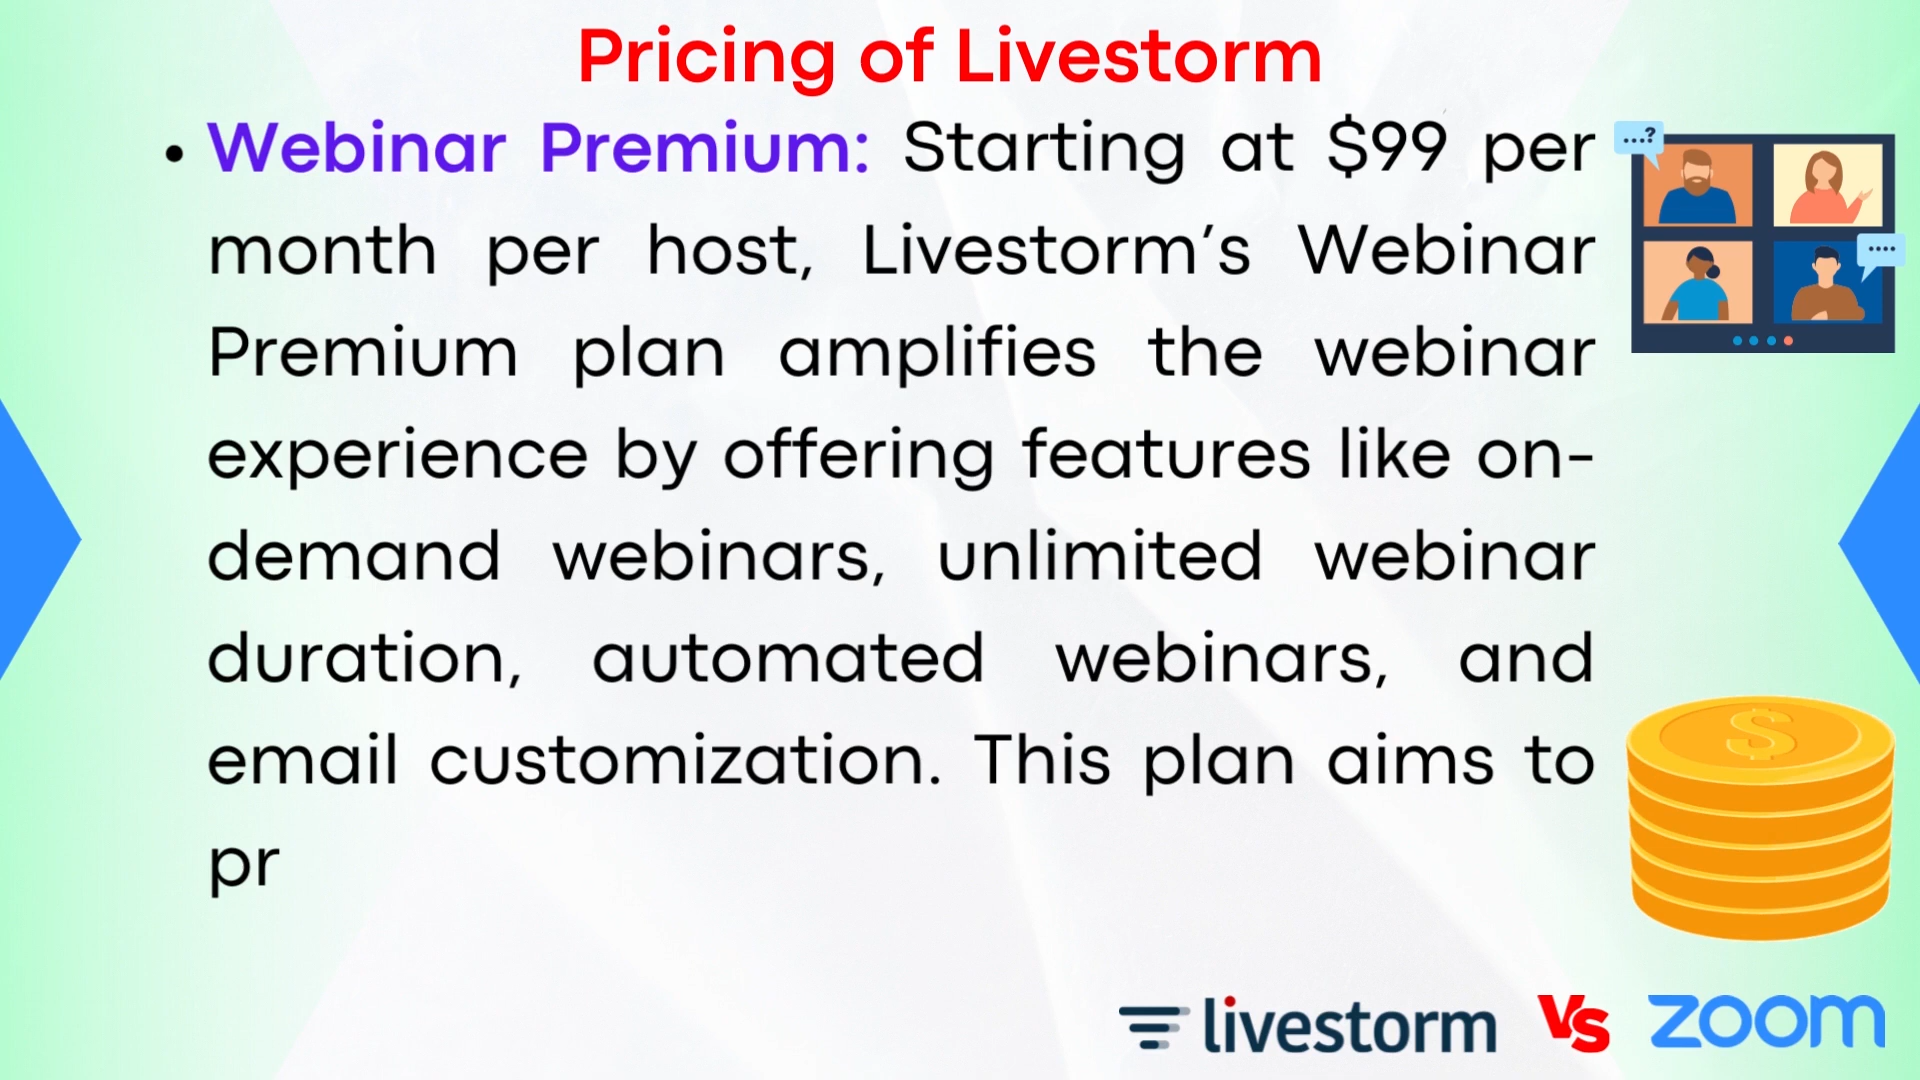 Pricing of Livestorm
• Webinar Premium: Starting at $99 per
month per host, Livestorm’s Webinar
Premium plan amplifies the webinar
experience by offering features like on-
demand webinars, unlimited webinar
duration, automated webinars, and
email customization. This plan aims to
pr
...?
....
$
livestorm Vs zoom